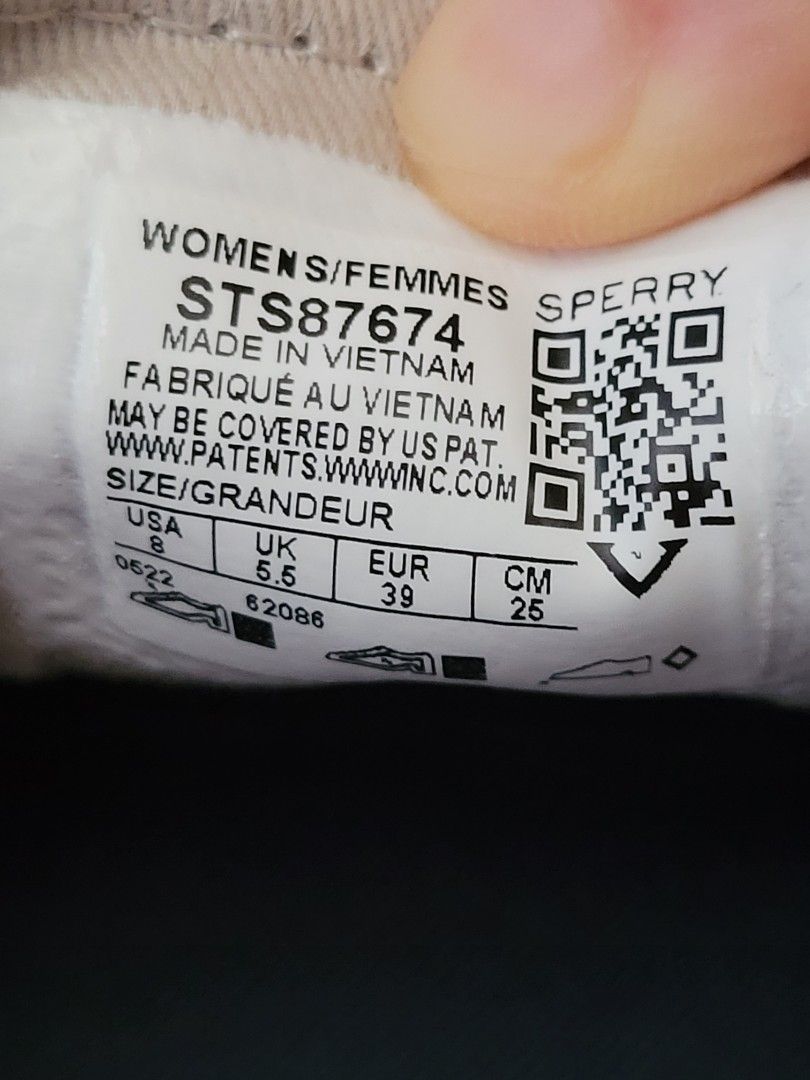 WOMENS/FEMMES
STS87674
MADE IN VIETNAM
FABRIQUÉ AU VIETNAM
MAY BE COVERED BY US PAT.
WWW.PATENTS.WWWINC.COM
SIZE/GRANDEUR
USA UK EUR CM
8 5.5 39 25
0522 62086
SPERRY